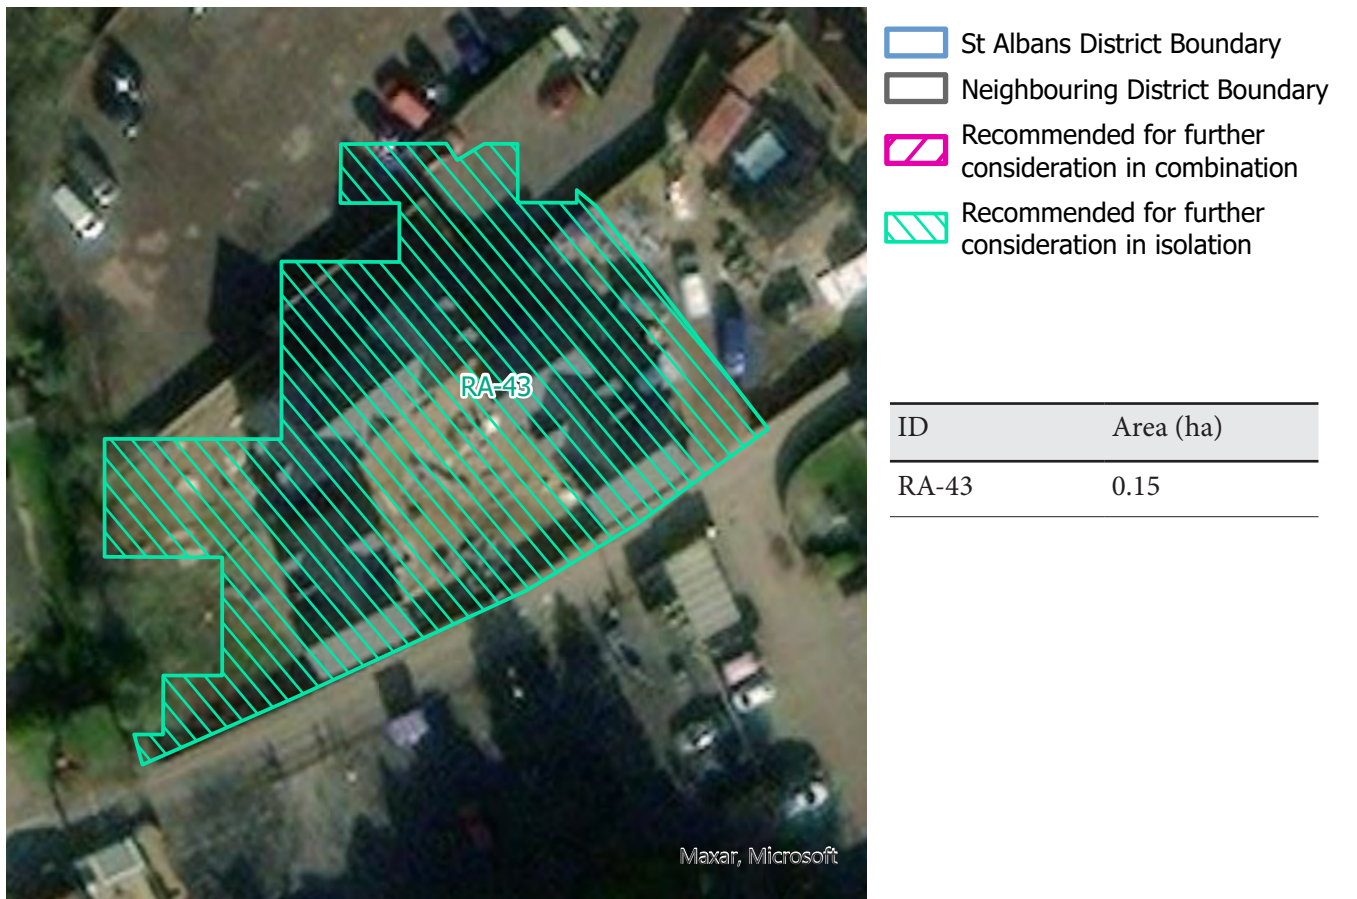 St Albans District Boundary
Neighbouring District Boundary
Recommended for further
consideration in combination
Recommended for further
consideration in isolation
RA-43
ID Area (ha)
RA-43 0.15
Maxar, Microsoft